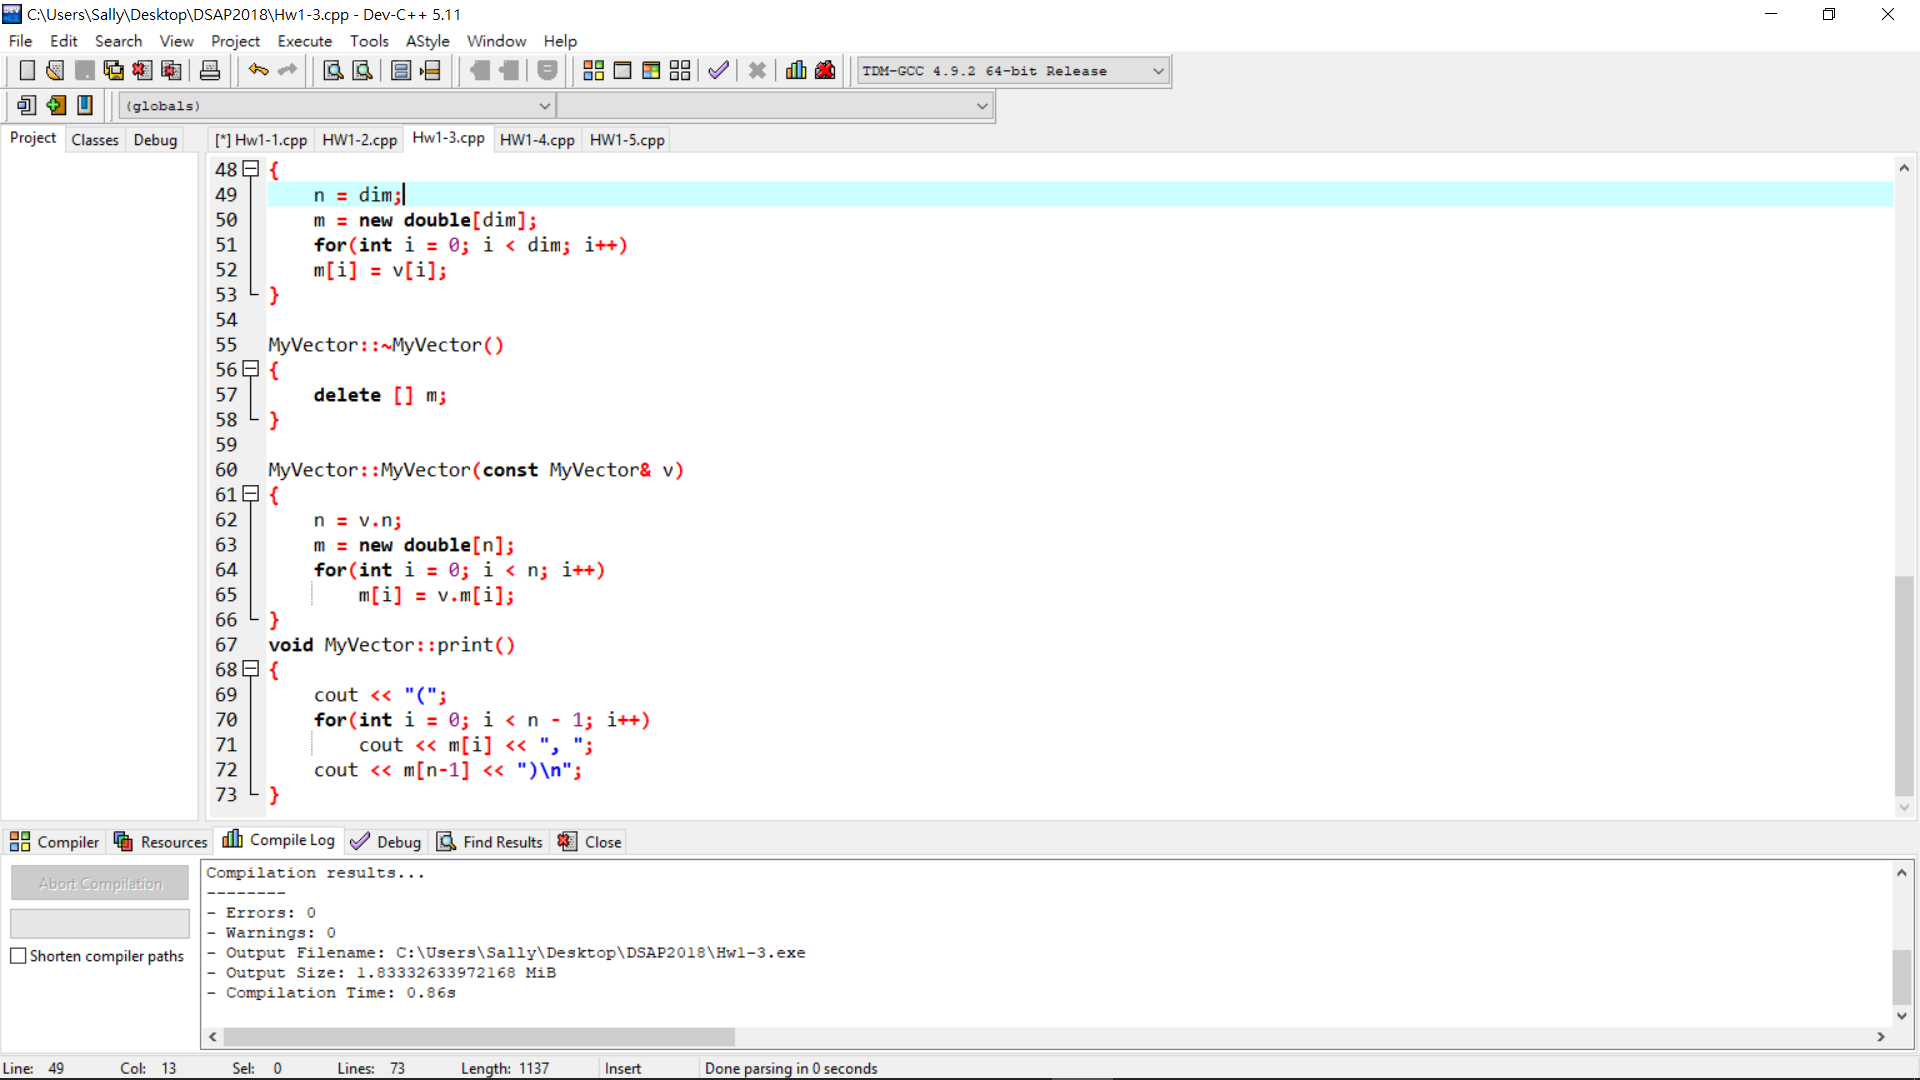 C:\Users\Sally\Desktop\DSAP2018\Hw1-3.cpp - Dev-C++ 5.11
File Edit Search View Project Execute Tools AStyle Window Help
TDM-GCC 4.9.2 64-bit Release
(globals)
Project Classes Debug [*] Hw1-1.cpp HW1-2.cpp Hw1-3.cpp HW1-4.cpp HW1-5.cpp
48 {
49 n = dim;
50 m = new double[dim];
51 for(int i = 0; i < dim; i++)
52 m[i] = v[i];
53 }
54
55 MyVector::~MyVector()
56 {
57 delete [] m;
58 }
59
60 MyVector::MyVector(const MyVector& v)
61 {
62 n = v.n;
63 m = new double[n];
64 for(int i = 0; i < n; i++)
65 m[i] = v.m[i];
66 }
67 void MyVector::print()
68 {
69 cout << "(";
70 for(int i = 0; i < n - 1; i++)
71 cout << m[i] << ", ";
72 cout << m[n-1] << ")\n";
73 }
Compiler Resources Compile Log Debug Find Results Close
Abort Compilation
Shorten compiler paths
Compilation results...
--------
- Errors: 0
- Warnings: 0
- Output Filename: C:\Users\Sally\Desktop\DSAP2018\Hw1-3.exe
- Output Size: 1.83332633972168 MiB
- Compilation Time: 0.86s
Line: 49 Col: 13 Sel: 0 Lines: 73 Length: 1137 Insert Done parsing in 0 seconds